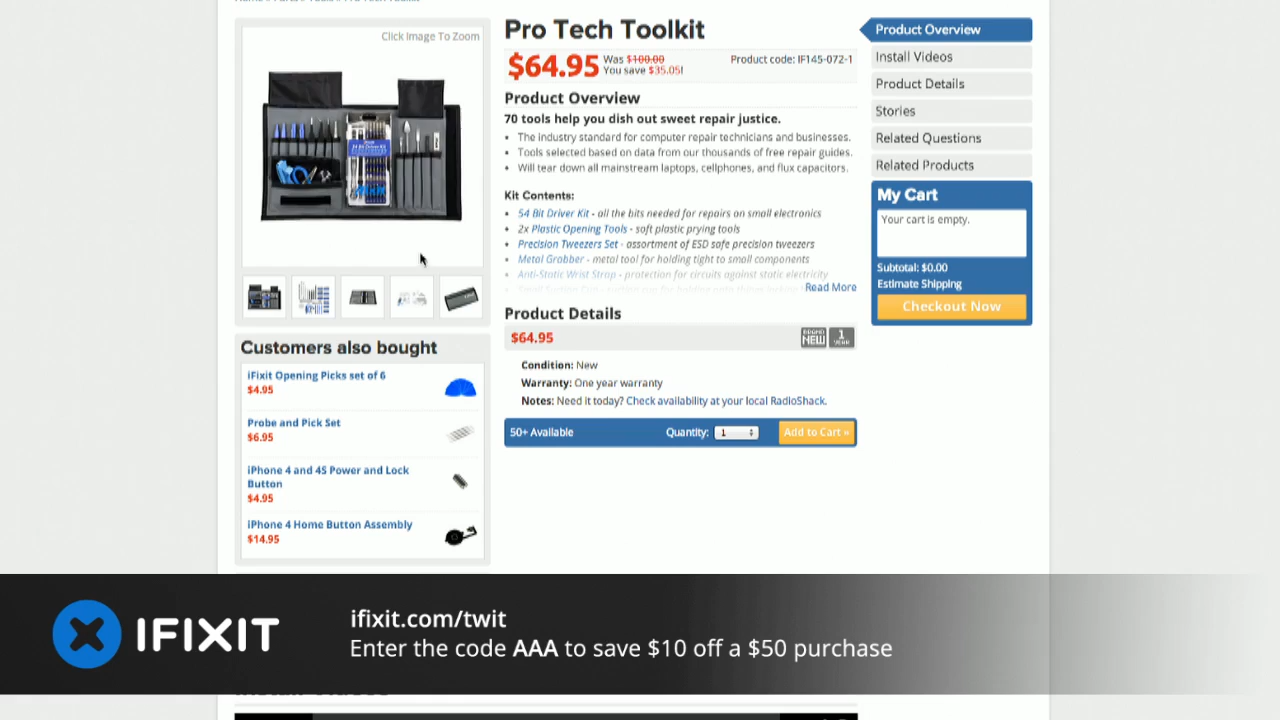 Click Image To Zoom
Pro Tech Toolkit
$64.95 Was $100.00
You save $35.05!
Product code: IF145-072-1
Product Overview
70 tools help you dish out sweet repair justice.
• The industry standard for computer repair technicians and businesses.
• Tools selected based on data from our thousands of free repair guides.
• Will tear down all mainstream laptops, cellphones, and flux capacitors.
Kit Contents:
• 54 Bit Driver Kit - all the bits needed for repairs on small electronics
• 2x Plastic Opening Tools - soft plastic prying tools
• Precision Tweezers Set - assortment of ESD safe precision tweezers
• Metal Grabber - metal tool for holding tight to small components
• Anti-Static Wrist Strap - protection for circuits against static electricity
Read More
Product Details
$64.95
BRAND NEW
1 YEAR
Condition: New
Warranty: One year warranty
Notes: Need it today? Check availability at your local RadioShack.
50+ Available
Quantity: 1
Add to Cart »
Product Overview
Install Videos
Product Details
Stories
Related Questions
Related Products
My Cart
Your cart is empty.
Subtotal: $0.00
Estimate Shipping
Checkout Now
Customers also bought
iFixit Opening Picks set of 6
$4.95
Probe and Pick Set
$6.95
iPhone 4 and 4S Power and Lock
Button
$4.95
iPhone 4 Home Button Assembly
$14.95
IFIXIT
ifixit.com/twit
Enter the code AAA to save $10 off a $50 purchase